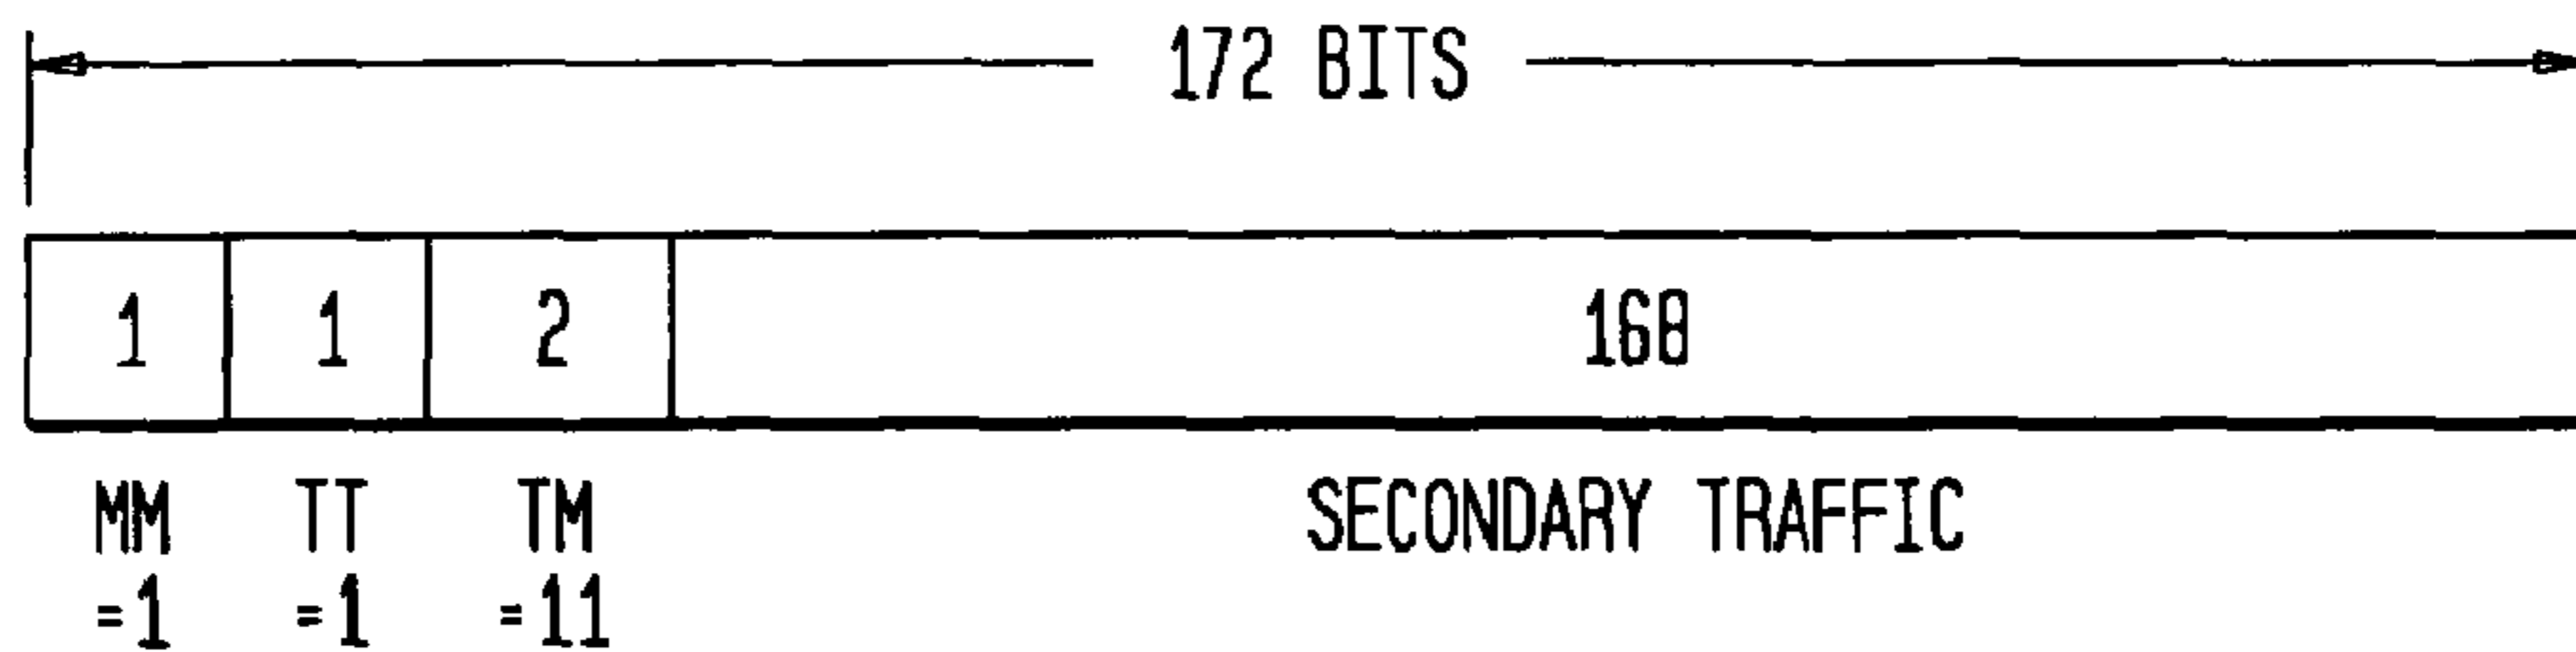 172 BITS
1 1 2 168
MM TT TM SECONDARY TRAFFIC
=1 =1 =11